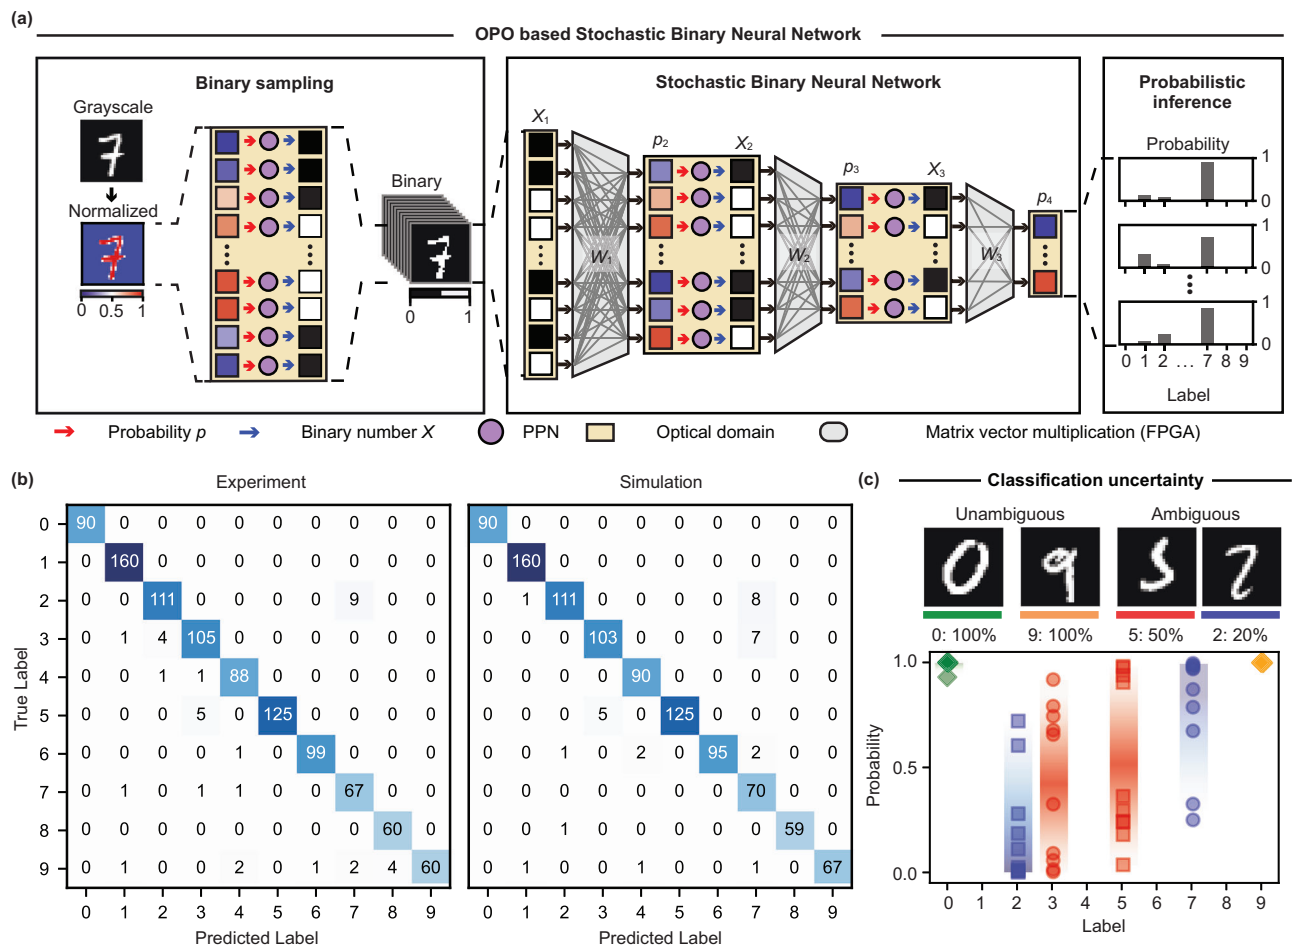 (a)
OPO based Stochastic Binary Neural Network
Binary sampling
Grayscale
Normalized
0 0.5 1
Binary
0 1
Stochastic Binary Neural Network
X1
W1
p2
X2
W2
p3
X3
W3
p4
Probabilistic inference
Probability
1
0
1
0
1
0
0 1 2 ... 7 8 9
Label
Probability p
Binary number X
PPN
Optical domain
Matrix vector multiplication (FPGA)
(b)
Experiment
True Label
0 90 0 0 0 0 0 0 0 0 0
1 0 160 0 0 0 0 0 0 0 0
2 0 0 111 0 0 0 0 9 0 0
3 0 1 4 105 0 0 0 0 0 0
4 0 0 1 1 88 0 0 0 0 0
5 0 0 0 5 0 125 0 0 0 0
6 0 0 0 0 1 0 99 0 0 0
7 0 1 0 1 1 0 0 67 0 0
8 0 0 0 0 0 0 0 0 60 0
9 0 1 0 0 2 0 1 2 4 60
0 1 2 3 4 5 6 7 8 9
Predicted Label
Simulation
90 0 0 0 0 0 0 0 0 0
0 160 0 0 0 0 0 0 0 0
0 1 111 0 0 0 0 8 0 0
0 0 0 103 0 0 0 7 0 0
0 0 0 0 90 0 0 0 0 0
0 0 0 5 0 125 0 0 0 0
0 0 1 0 2 0 95 2 0 0
0 0 0 0 0 0 0 70 0 0
0 0 1 0 0 0 0 0 59 0
0 1 0 0 1 0 0 1 0 67
0 1 2 3 4 5 6 7 8 9
Predicted Label
(c)
Classification uncertainty
Unambiguous
Ambiguous
0: 100%
9: 100%
5: 50%
2: 20%
Probability
1.0
0.5
0.0
0 1 2 3 4 5 6 7 8 9
Label